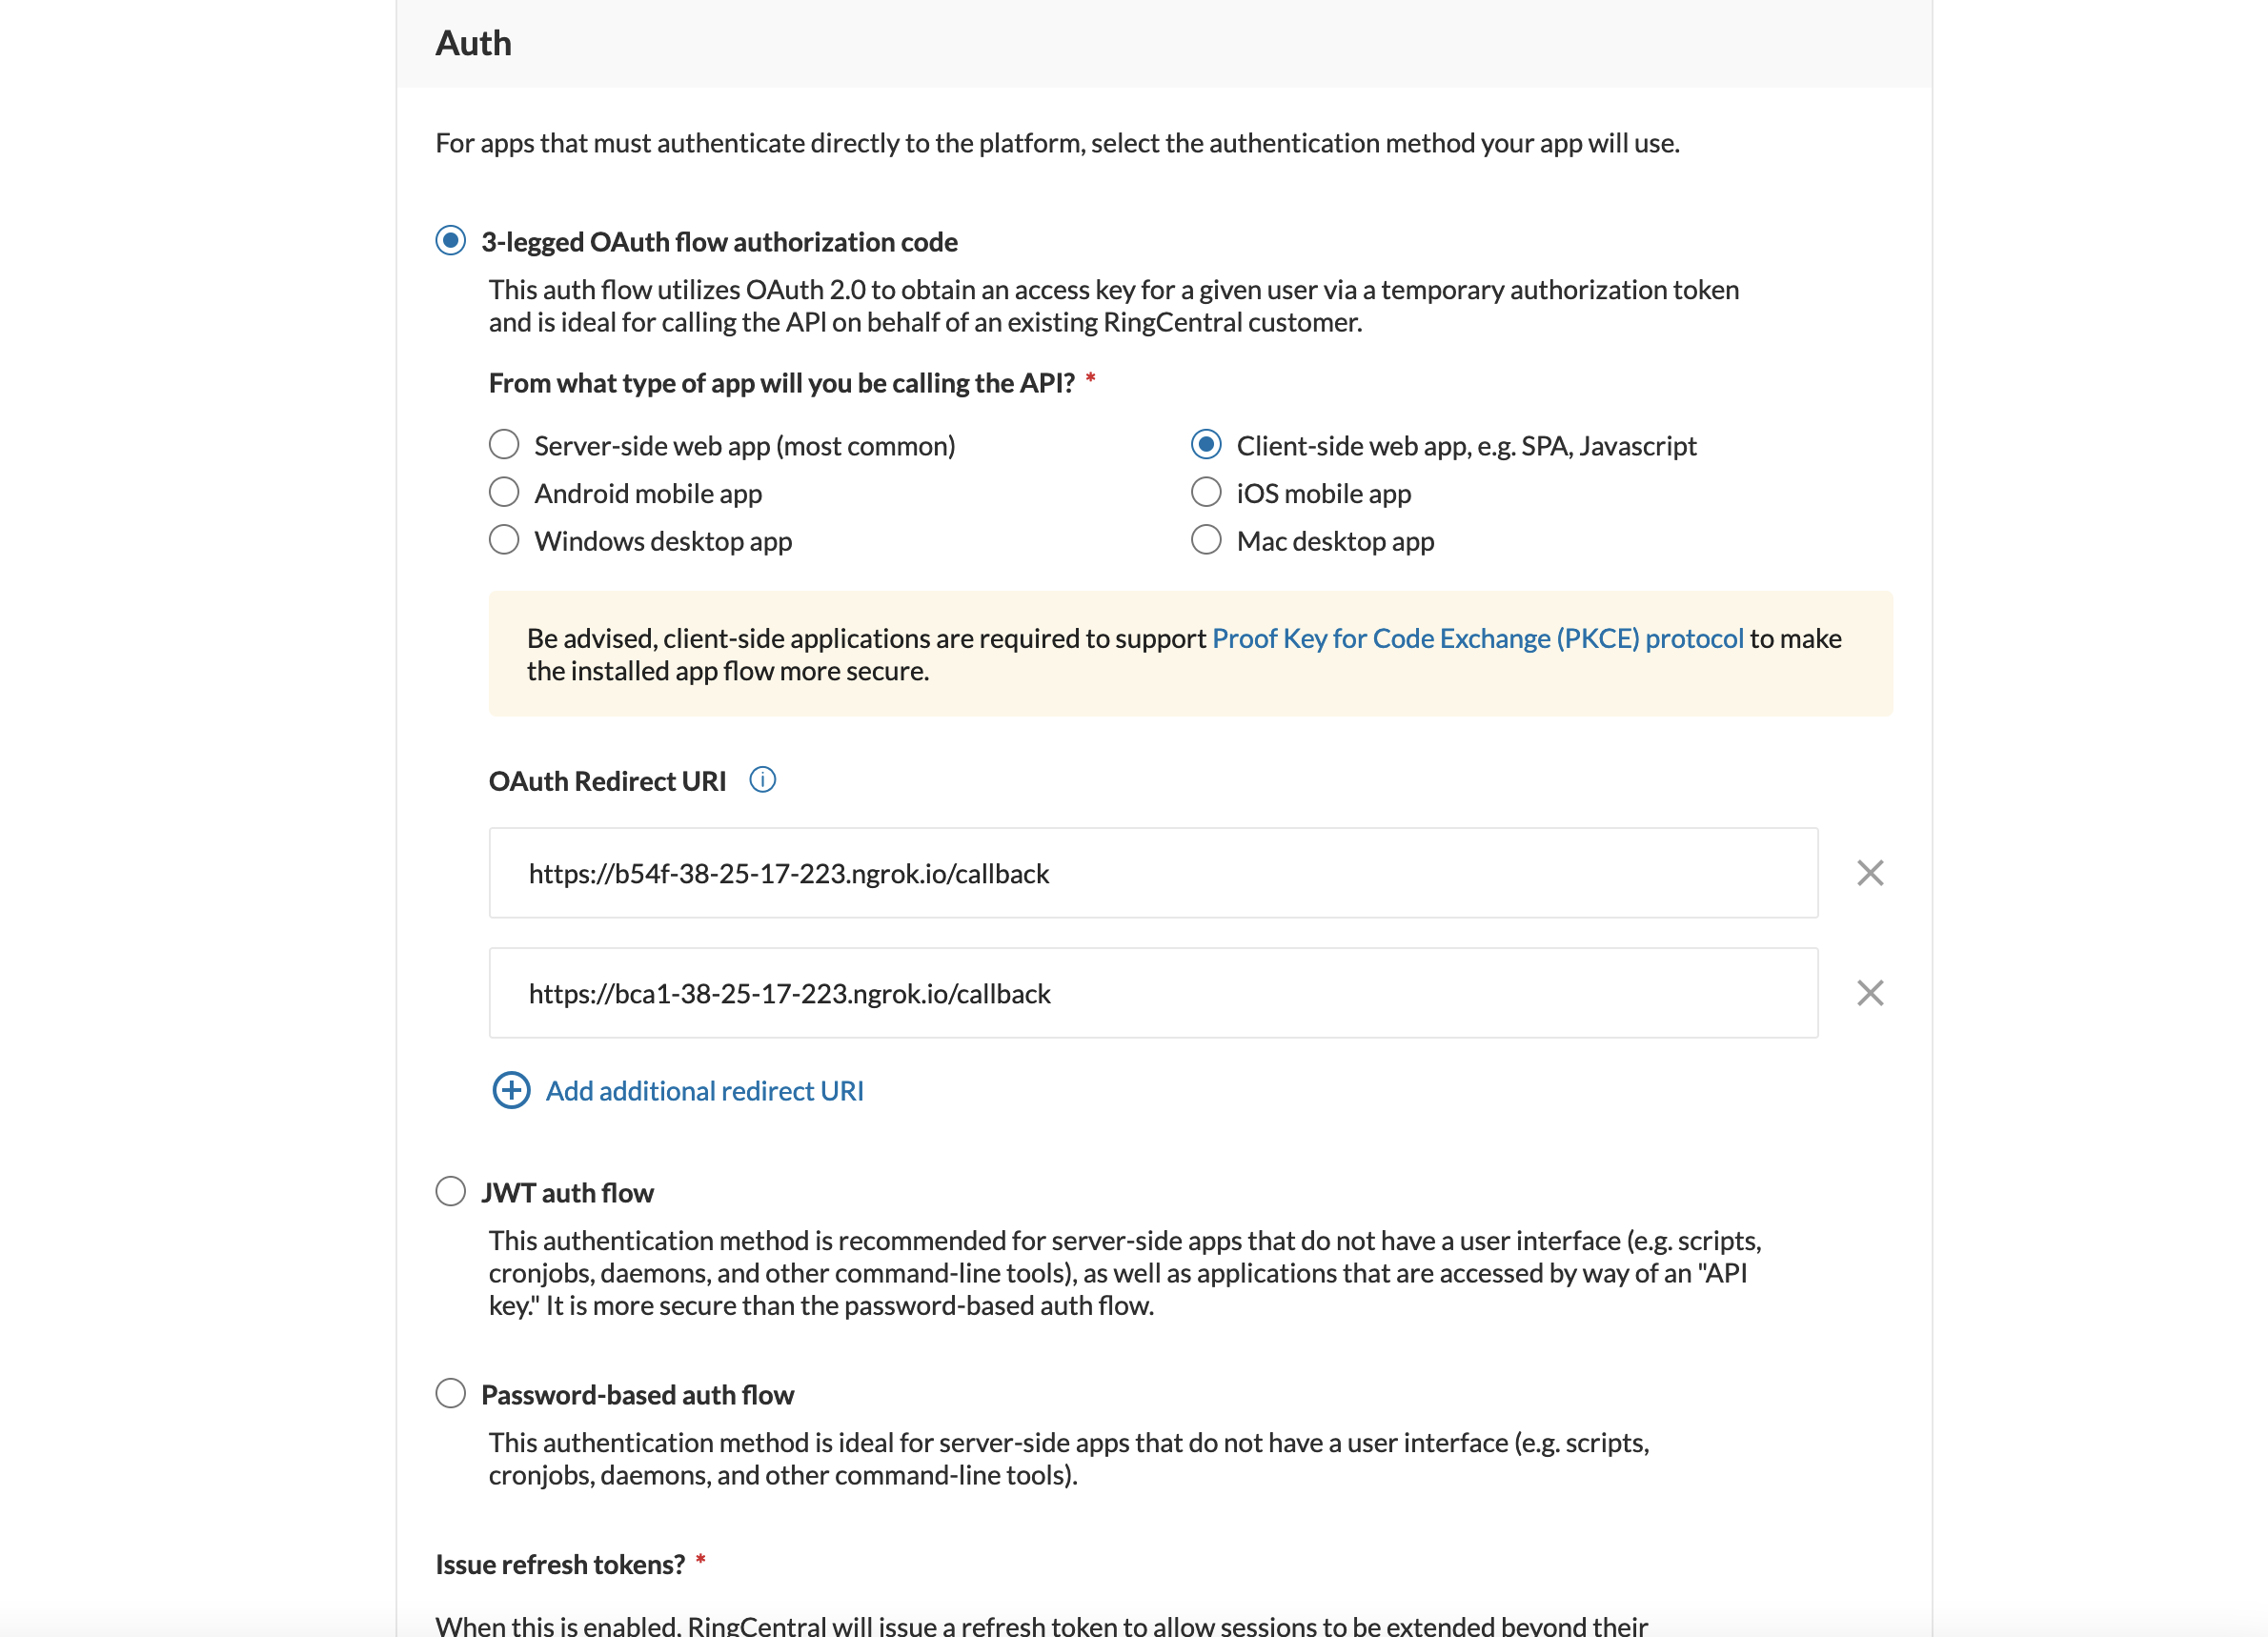 Auth
For apps that must authenticate directly to the platform, select the authentication method your app will use.
3-legged OAuth flow authorization code
This auth flow utilizes OAuth 2.0 to obtain an access key for a given user via a temporary authorization token
and is ideal for calling the API on behalf of an existing RingCentral customer.
From what type of app will you be calling the API? *
Server-side web app (most common)
Client-side web app, e.g. SPA, Javascript
Android mobile app
iOS mobile app
Windows desktop app
Mac desktop app
Be advised, client-side applications are required to support Proof Key for Code Exchange (PKCE) protocol to make
the installed app flow more secure.
OAuth Redirect URI
https://b54f-38-25-17-223.ngrok.io/callback
https://bca1-38-25-17-223.ngrok.io/callback
Add additional redirect URI
JWT auth flow
This authentication method is recommended for server-side apps that do not have a user interface (e.g. scripts,
cronjobs, daemons, and other command-line tools), as well as applications that are accessed by way of an "API
key." It is more secure than the password-based auth flow.
Password-based auth flow
This authentication method is ideal for server-side apps that do not have a user interface (e.g. scripts,
cronjobs, daemons, and other command-line tools).
Issue refresh tokens? *
When this is enabled, RingCentral will issue a refresh token to allow sessions to be extended beyond their